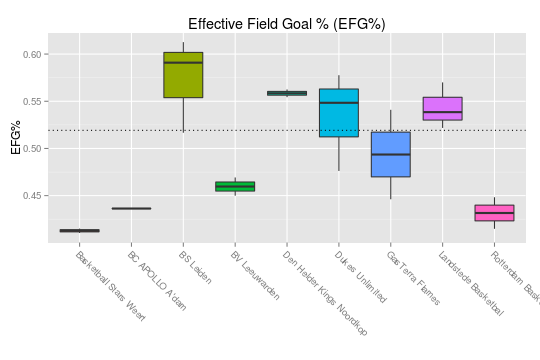 Effective Field Goal % (EFG%)
EFG%
0.60
0.55
0.50
0.45
Basketball Stars Weert
BC APOLLO A'dam
BS Leiden
BV Leeuwarden
Den Helder Kings Noordkop
Dukes Unlimited
GasTerra Flames
Landstede Basketbal
Rotterdam Bask